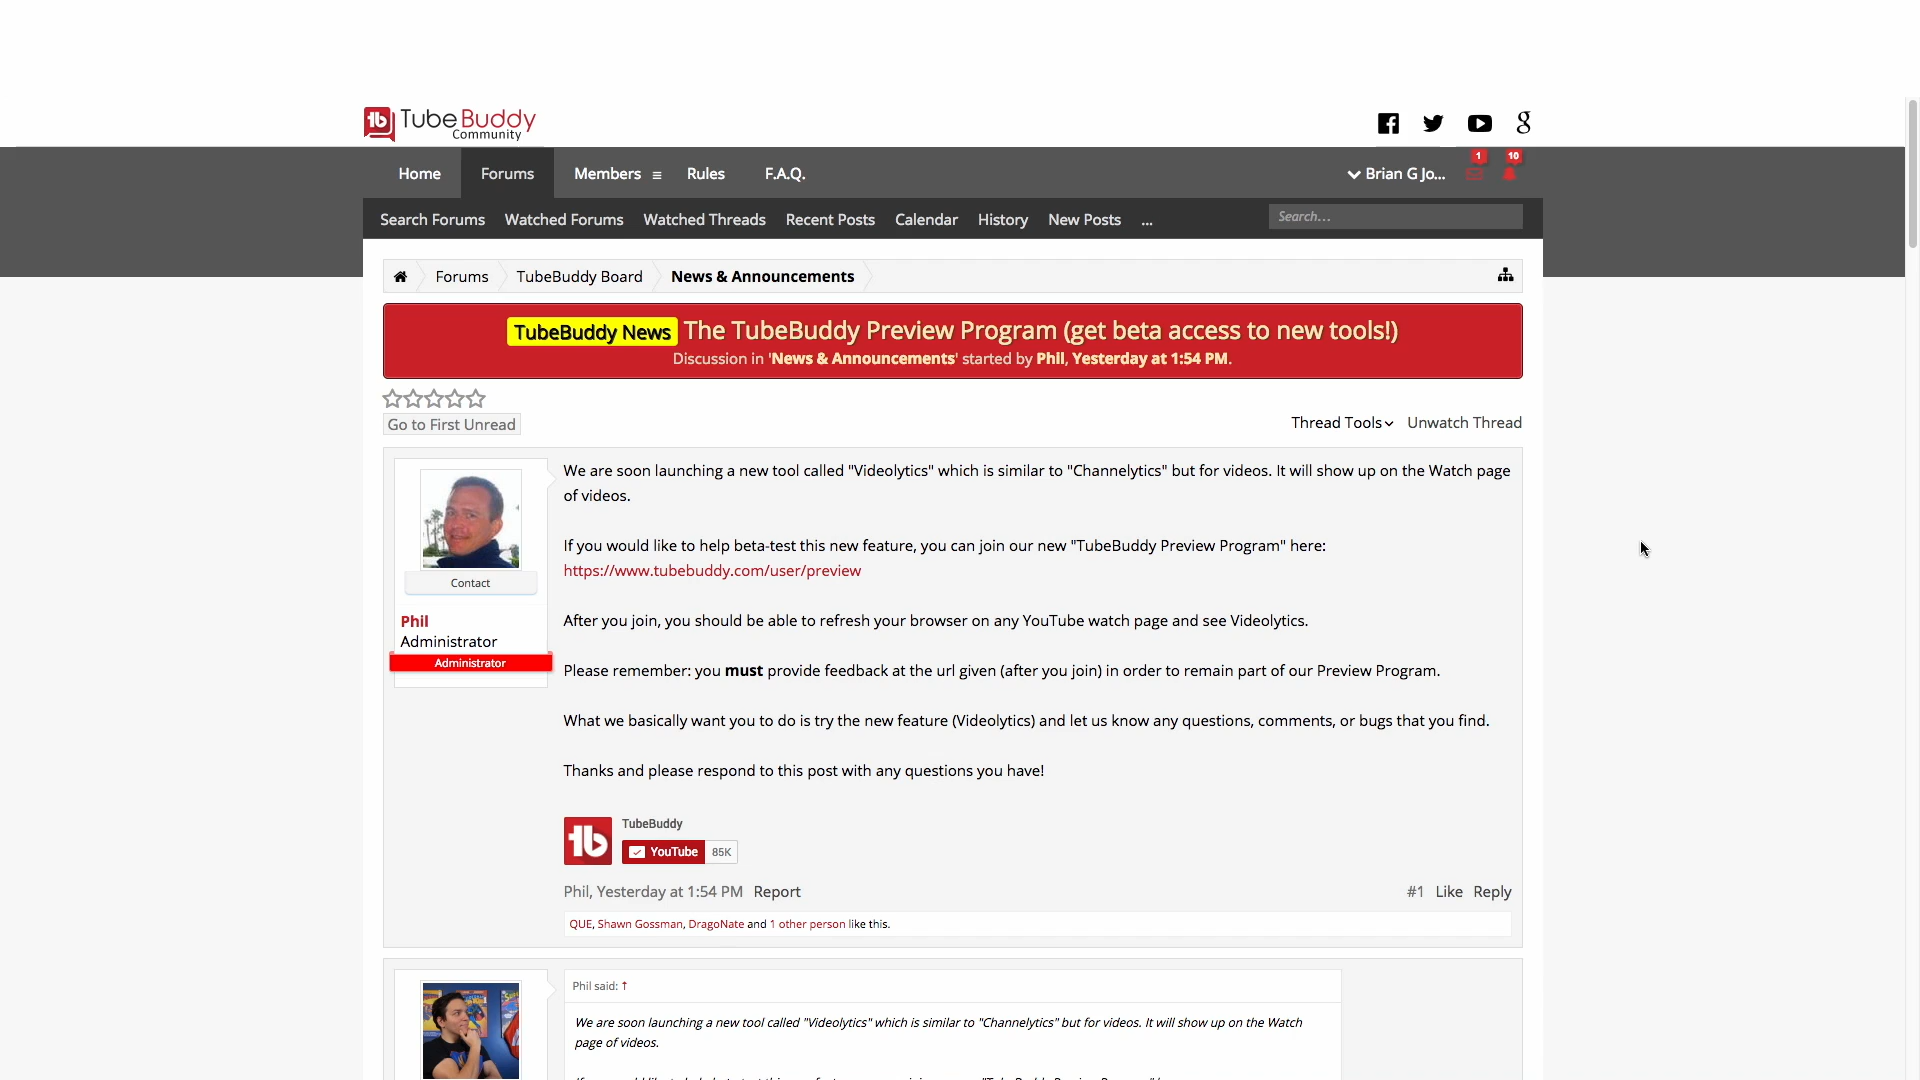 TubeBuddy
Community
Home Forums Members Rules F.A.Q. Brian G Jo... 1 10
Search Forums Watched Forums Watched Threads Recent Posts Calendar History New Posts ... Search...
Forums TubeBuddy Board News & Announcements
TubeBuddy News The TubeBuddy Preview Program (get beta access to new tools!)
Discussion in 'News & Announcements' started by Phil, Yesterday at 1:54 PM.
Go to First Unread
Thread Tools Unwatch Thread
Contact
Phil
Administrator
Administrator
We are soon launching a new tool called "Videolytics" which is similar to "Channelytics" but for videos. It will show up on the Watch page
of videos.
If you would like to help beta-test this new feature, you can join our new "TubeBuddy Preview Program" here:
https://www.tubebuddy.com/user/preview
After you join, you should be able to refresh your browser on any YouTube watch page and see Videolytics.
Please remember: you must provide feedback at the url given (after you join) in order to remain part of our Preview Program.
What we basically want you to do is try the new feature (Videolytics) and let us know any questions, comments, or bugs that you find.
Thanks and please respond to this post with any questions you have!
TubeBuddy
YouTube 85K
Phil, Yesterday at 1:54 PM Report #1 Like Reply
QUE, Shawn Gossman, DragoNate and 1 other person like this.
Phil said: ↑
We are soon launching a new tool called "Videolytics" which is similar to "Channelytics" but for videos. It will show up on the Watch
page of videos.